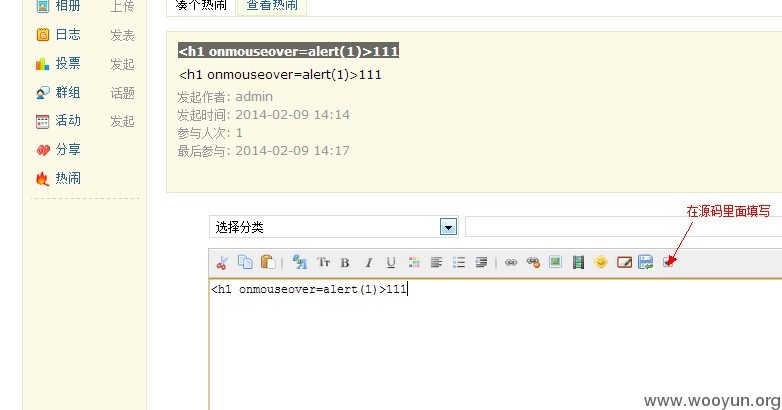 凑个热闹 查看热闹
相册 上传
日志 发表
投票 发起
群组 话题
活动 发起
分享
热闹
<h1 onmouseover=alert(1)>111
<h1 onmouseover=alert(1)>111
发起作者: admin
发起时间: 2014-02-09 14:14
参与人次: 1
最后参与: 2014-02-09 14:17
在源码里面填写
选择分类
Tт B I U
<h1 onmouseover=alert(1)>111
www.wooyun.org